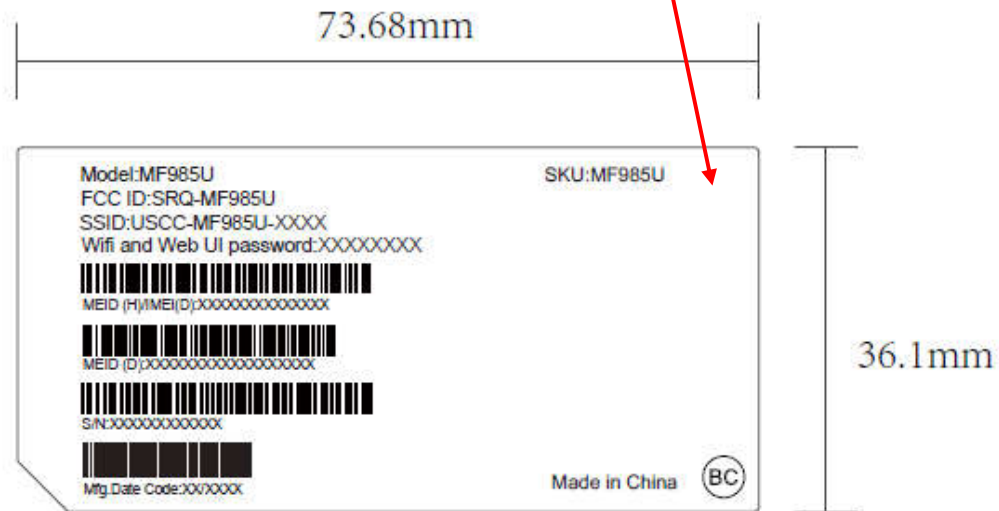 73.68mm
Model:MF985U
SKU:MF985U
FCC ID:SRQ-MF985U
SSID:USCC-MF985U-XXXX
Wifi and Web UI password:XXXXXXXX
MEID (H)/IMEI(D):XXXXXXXXXXXXXXX
MEID (D):XXXXXXXXXXXXXXXXXX
S/N:XXXXXXXXXXXX
Mfg.Date Code:XX/XXXX
Made in China
BC
36.1mm